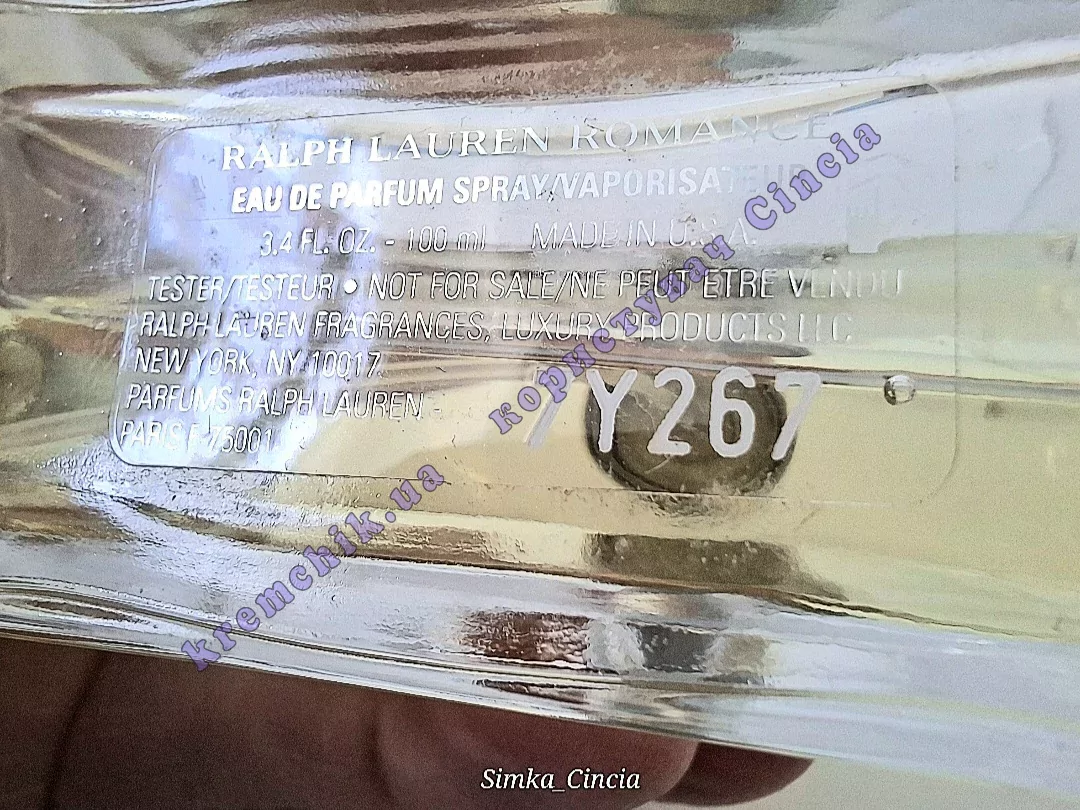 RALPH LAUREN ROMANCE
EAU DE PARFUM SPRAY/VAPORISATEUR
3.4 FL. OZ. - 100 ml MADE IN U.S.A.
TESTER/TESTEUR • NOT FOR SALE/NE PEUT ETRE VENDU
RALPH LAUREN FRAGRANCES, LUXURY PRODUCTS LLC
NEW YORK, NY 10017
PARFUMS RALPH LAUREN -
PARIS F 75001
7Y267
kremchik.ua користувач Cincia
Simka_Cincia